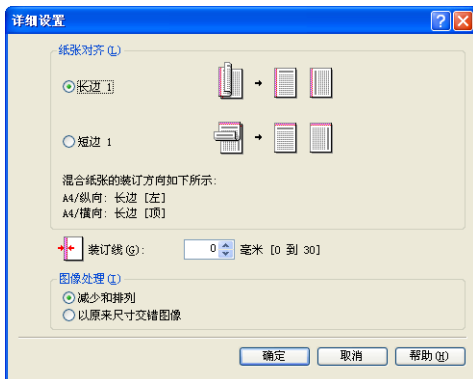 详细设置
纸张对齐(L)
长边 1
短边 1
混合纸张的装订方向如下所示:
A4/纵向: 长边 [左]
A4/横向: 长边 [顶]
装订线(G): 0 毫米 [0 到 30]
图像处理(I)
减少和排列
以原来尺寸交错图像
确定 取消 帮助(H)